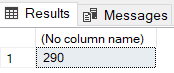 Results Messages
(No column name)
1 290